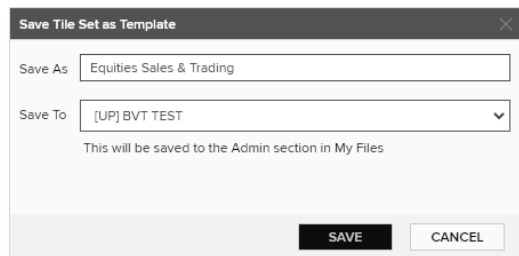 Save Tile Set as Template
Save As Equities Sales & Trading
Save To [UP] BVT TEST
This will be saved to the Admin section in My Files
SAVE CANCEL